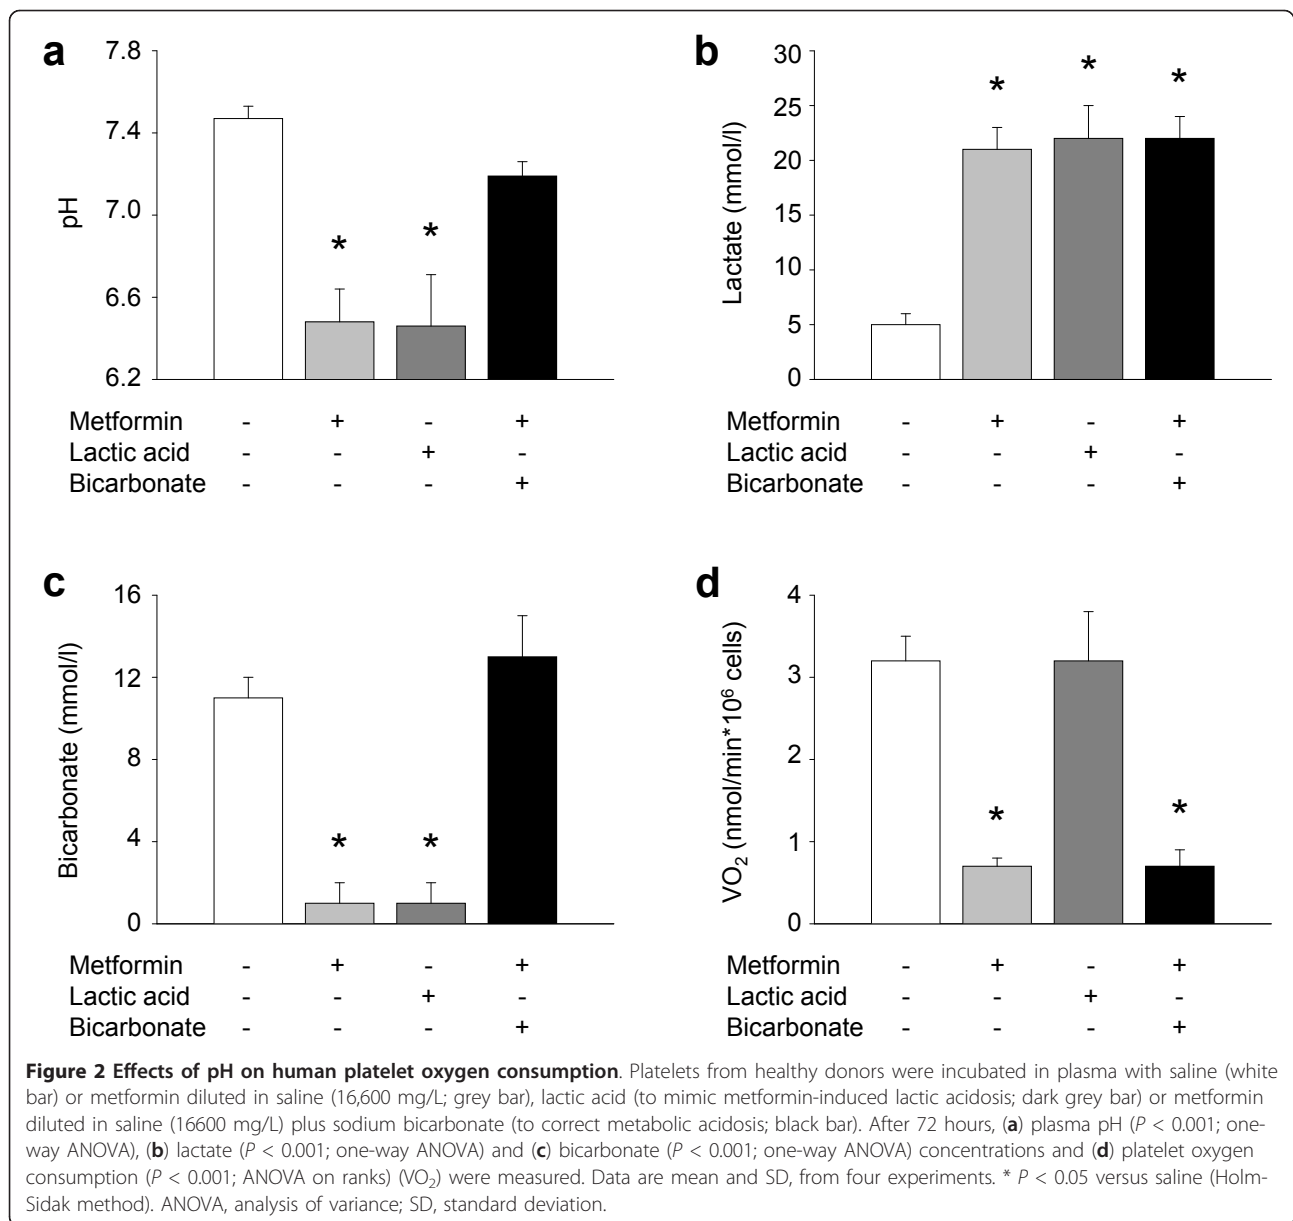 a
7.8
7.4
7.0
6.6
6.2
pH
* *
Metformin - + - +
Lactic acid - - + -
Bicarbonate - - - +
b
30
25
20
15
10
5
0
Lactate (mmol/l)
* * *
Metformin - + - +
Lactic acid - - + -
Bicarbonate - - - +
c
16
12
8
4
0
Bicarbonate (mmol/l)
* *
Metformin - + - +
Lactic acid - - + -
Bicarbonate - - - +
d
4
3
2
1
0
VO₂ (nmol/min*10⁶ cells)
* *
Metformin - + - +
Lactic acid - - + -
Bicarbonate - - - +
Figure 2 Effects of pH on human platelet oxygen consumption. Platelets from healthy donors were incubated in plasma with saline (white
bar) or metformin diluted in saline (16,600 mg/L; grey bar), lactic acid (to mimic metformin-induced lactic acidosis; dark grey bar) or metformin
diluted in saline (16600 mg/L) plus sodium bicarbonate (to correct metabolic acidosis; black bar). After 72 hours, (a) plasma pH (P < 0.001; one-
way ANOVA), (b) lactate (P < 0.001; one-way ANOVA) and (c) bicarbonate (P < 0.001; one-way ANOVA) concentrations and (d) platelet oxygen
consumption (P < 0.001; ANOVA on ranks) (VO₂) were measured. Data are mean and SD, from four experiments. * P < 0.05 versus saline (Holm-
Sidak method). ANOVA, analysis of variance; SD, standard deviation.